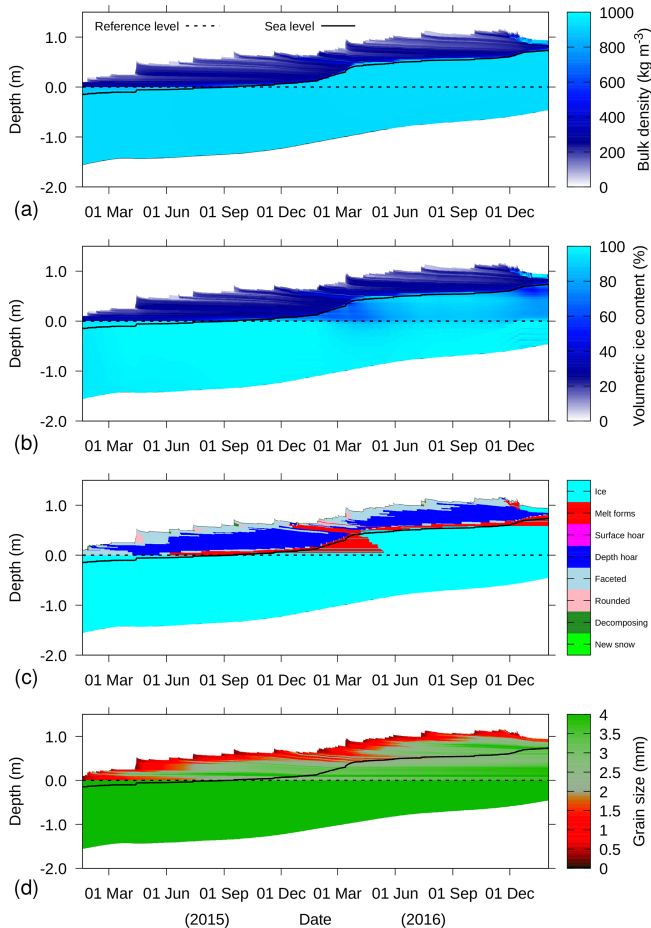 Reference level
Sea level
1.0
0.0
-1.0
-2.0
Depth (m)
01 Mar 01 Jun 01 Sep 01 Dec 01 Mar 01 Jun 01 Sep 01 Dec
(a)
1000
800
600
400
200
0
Bulk density (kg m⁻³)
1.0
0.0
-1.0
-2.0
Depth (m)
01 Mar 01 Jun 01 Sep 01 Dec 01 Mar 01 Jun 01 Sep 01 Dec
(b)
100
80
60
40
20
0
Volumetric ice content (%)
1.0
0.0
-1.0
-2.0
Depth (m)
01 Mar 01 Jun 01 Sep 01 Dec 01 Mar 01 Jun 01 Sep 01 Dec
(c)
Ice
Melt forms
Surface hoar
Depth hoar
Faceted
Rounded
Decomposing
New snow
1.0
0.0
-1.0
-2.0
Depth (m)
01 Mar 01 Jun 01 Sep 01 Dec 01 Mar 01 Jun 01 Sep 01 Dec
(d)
4
3.5
3
2.5
2
1.5
1
0.5
0
Grain size (mm)
(2015) Date (2016)